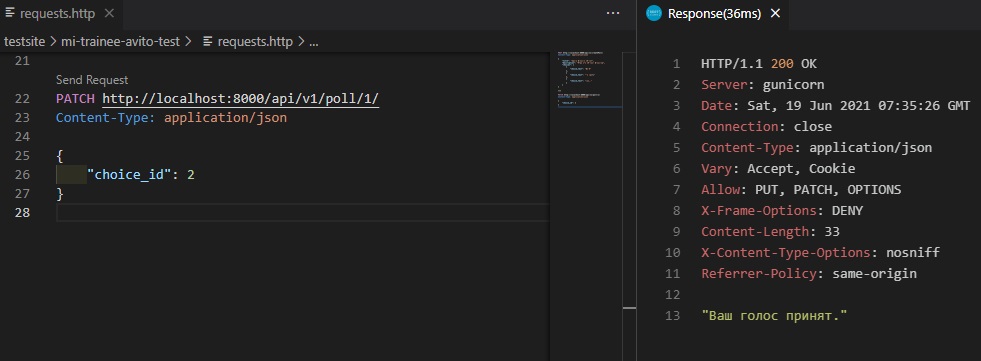 requests.http
...
testsite > mi-trainee-avito-test > requests.http > ...
21
Send Request
22 PATCH http://localhost:8000/api/v1/poll/1/
23 Content-Type: application/json
24
25 {
26 "choice_id": 2
27 }
28
Response(36ms)
1 HTTP/1.1 200 OK
2 Server: gunicorn
3 Date: Sat, 19 Jun 2021 07:35:26 GMT
4 Connection: close
5 Content-Type: application/json
6 Vary: Accept, Cookie
7 Allow: PUT, PATCH, OPTIONS
8 X-Frame-Options: DENY
9 Content-Length: 33
10 X-Content-Type-Options: nosniff
11 Referrer-Policy: same-origin
12
13 "Ваш голос принят."